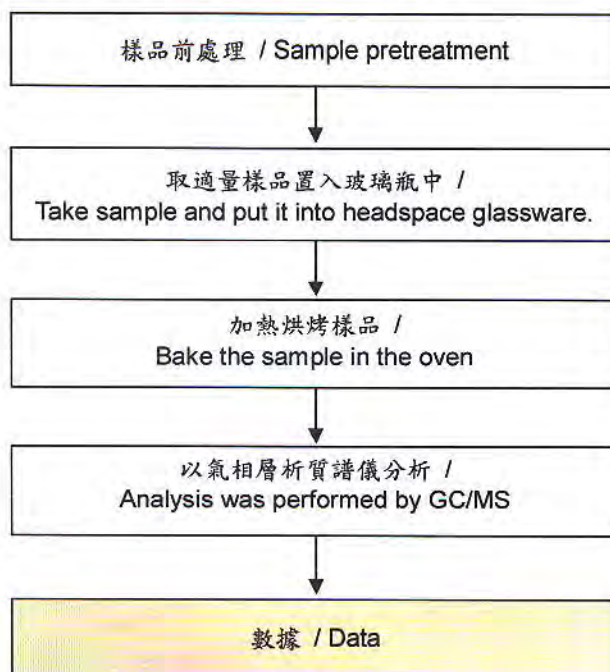 樣品前處理 / Sample pretreatment
取適量樣品置入玻璃瓶中 /
Take sample and put it into headspace glassware.
加熱烘烤樣品 /
Bake the sample in the oven
以氣相層析質譜儀分析 /
Analysis was performed by GC/MS
數據 / Data